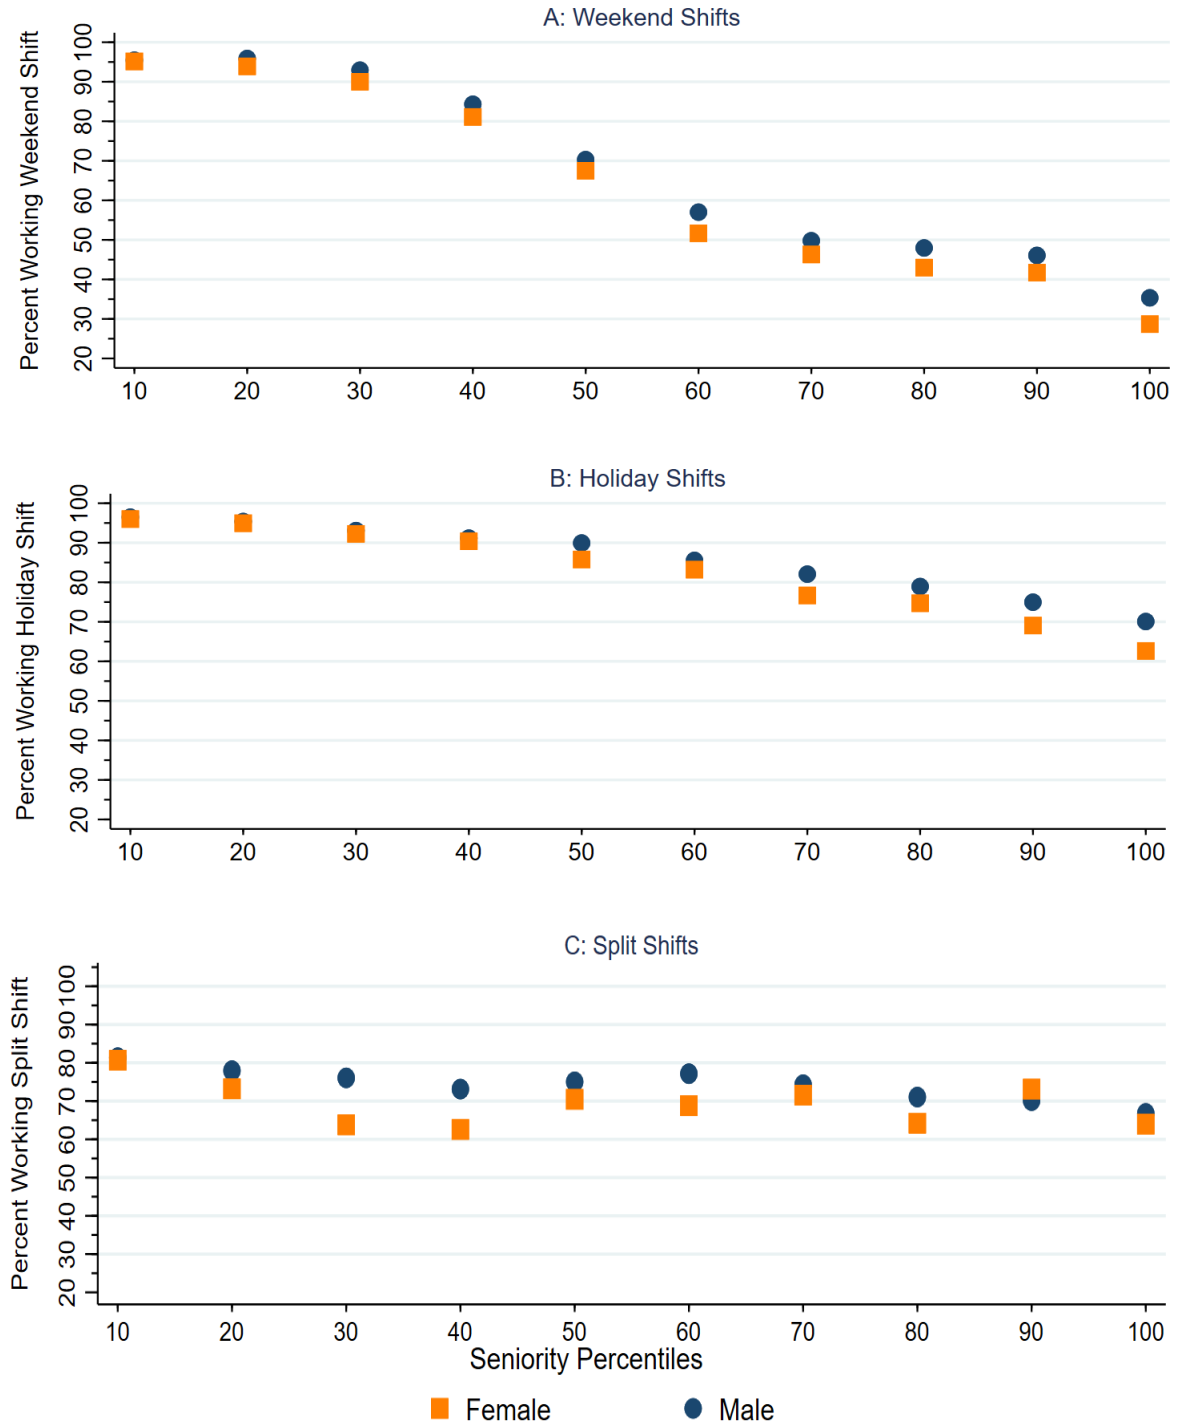 A: Weekend Shifts
Percent Working Weekend Shift
100
90
80
70
60
50
40
30
20
10 20 30 40 50 60 70 80 90 100
B: Holiday Shifts
Percent Working Holiday Shift
100
90
80
70
60
50
40
30
20
10 20 30 40 50 60 70 80 90 100
C: Split Shifts
Percent Working Split Shift
100
90
80
70
60
50
40
30
20
10 20 30 40 50 60 70 80 90 100
Seniority Percentiles
Female Male